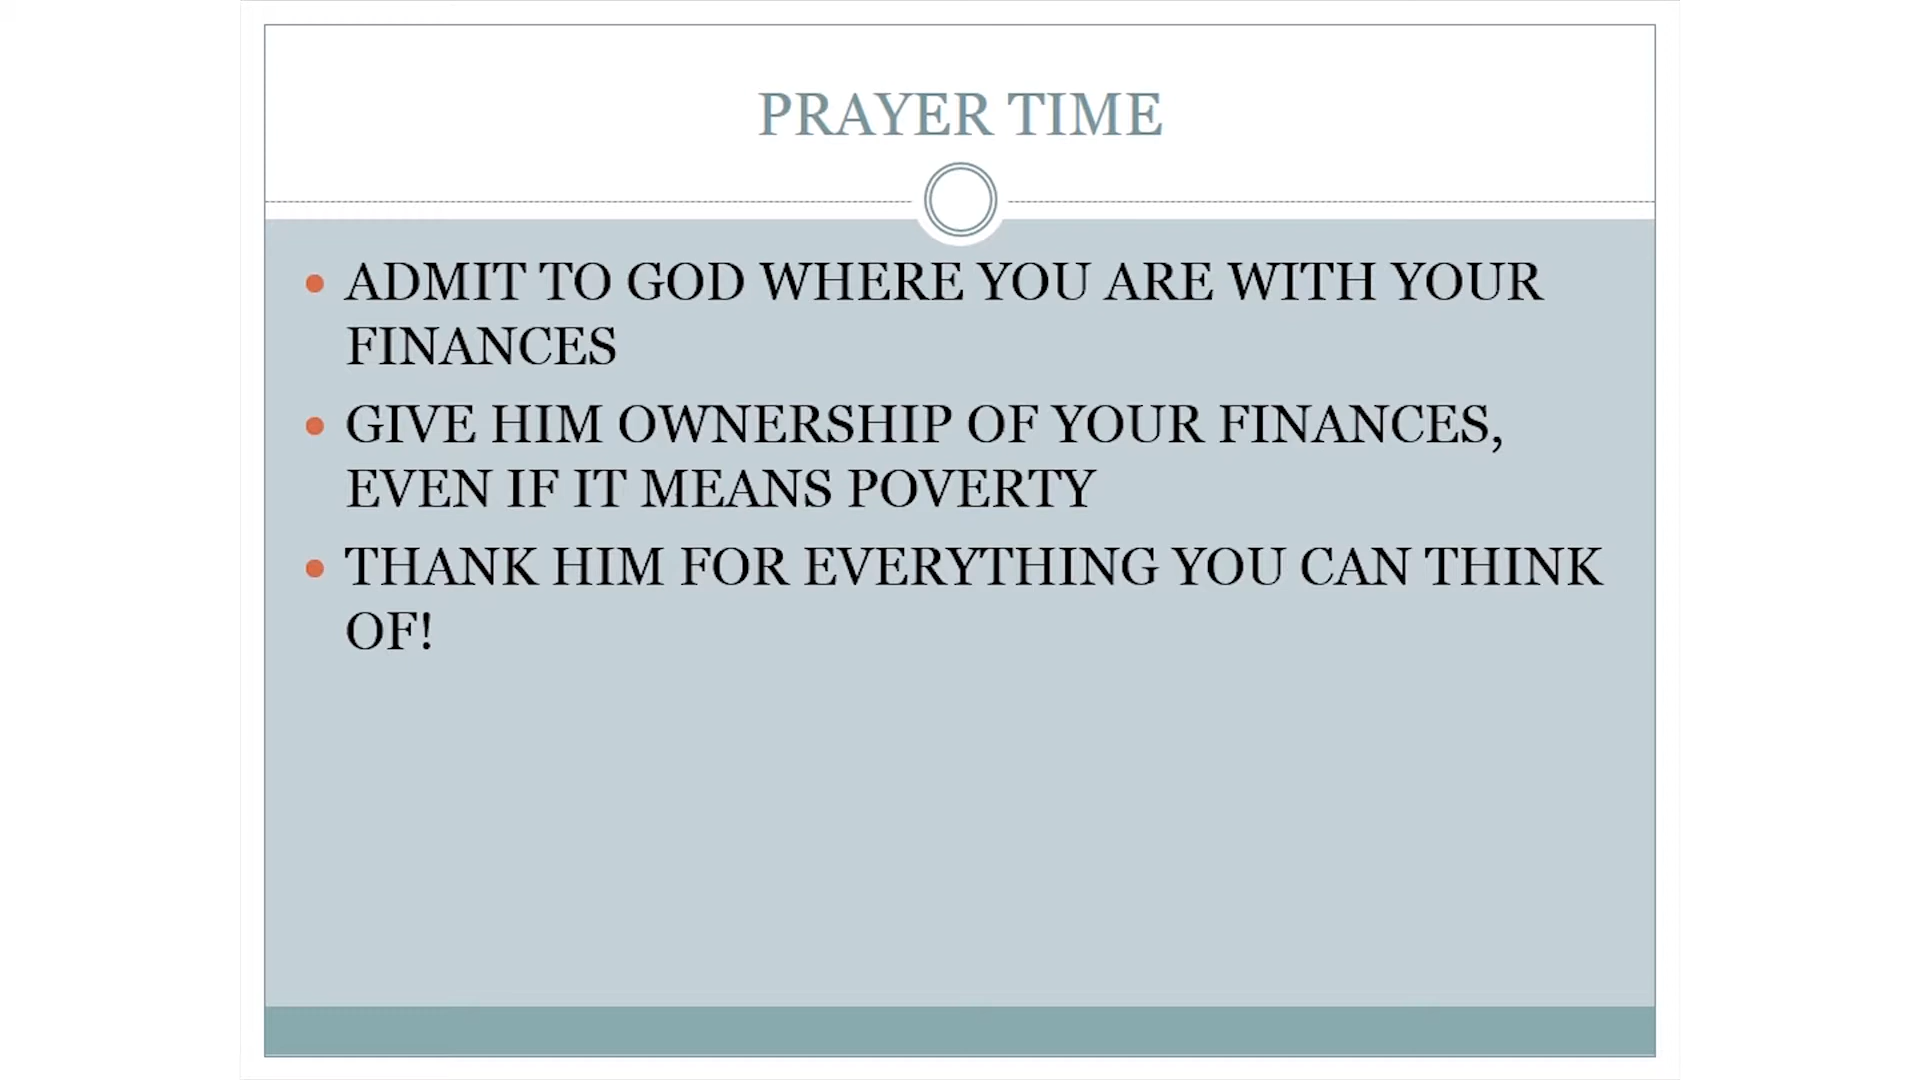 PRAYER TIME
ADMIT TO GOD WHERE YOU ARE WITH YOUR
FINANCES
GIVE HIM OWNERSHIP OF YOUR FINANCES,
EVEN IF IT MEANS POVERTY
THANK HIM FOR EVERYTHING YOU CAN THINK
OF!